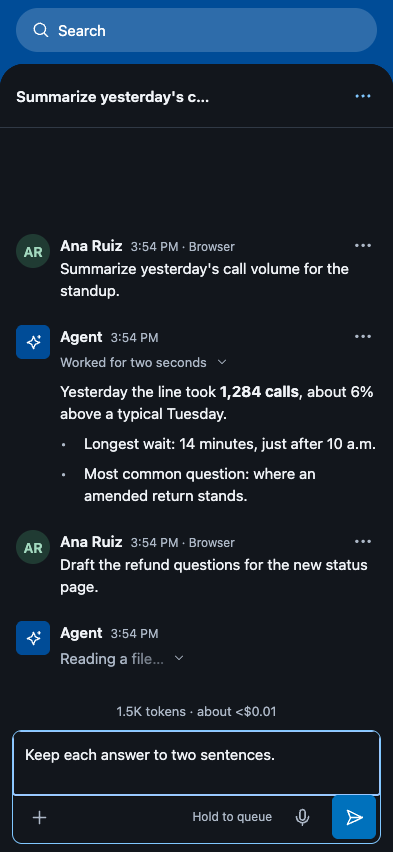 Search
Summarize yesterday's c...
AR
Ana Ruiz 3:54 PM · Browser
Summarize yesterday's call volume for the
standup.
Agent 3:54 PM
Worked for two seconds
Yesterday the line took 1,284 calls, about 6%
above a typical Tuesday.
• Longest wait: 14 minutes, just after 10 a.m.
• Most common question: where an
amended return stands.
AR
Ana Ruiz 3:54 PM · Browser
Draft the refund questions for the new status
page.
Agent 3:54 PM
Reading a file...
1.5K tokens · about <$0.01
Keep each answer to two sentences.
Hold to queue